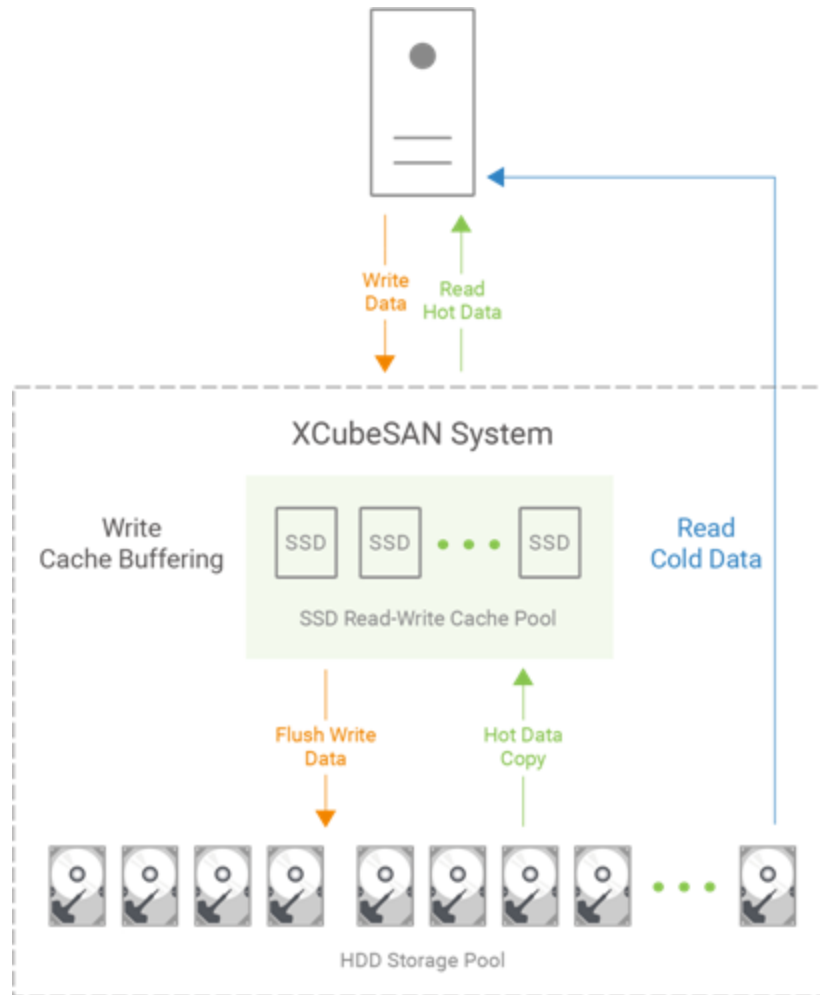 Write
Data
Read
Hot Data
XCubeSAN System
Write
Cache Buffering
SSD
SSD
SSD
Read
Cold Data
SSD Read-Write Cache Pool
Flush Write
Data
Hot Data
Copy
HDD Storage Pool